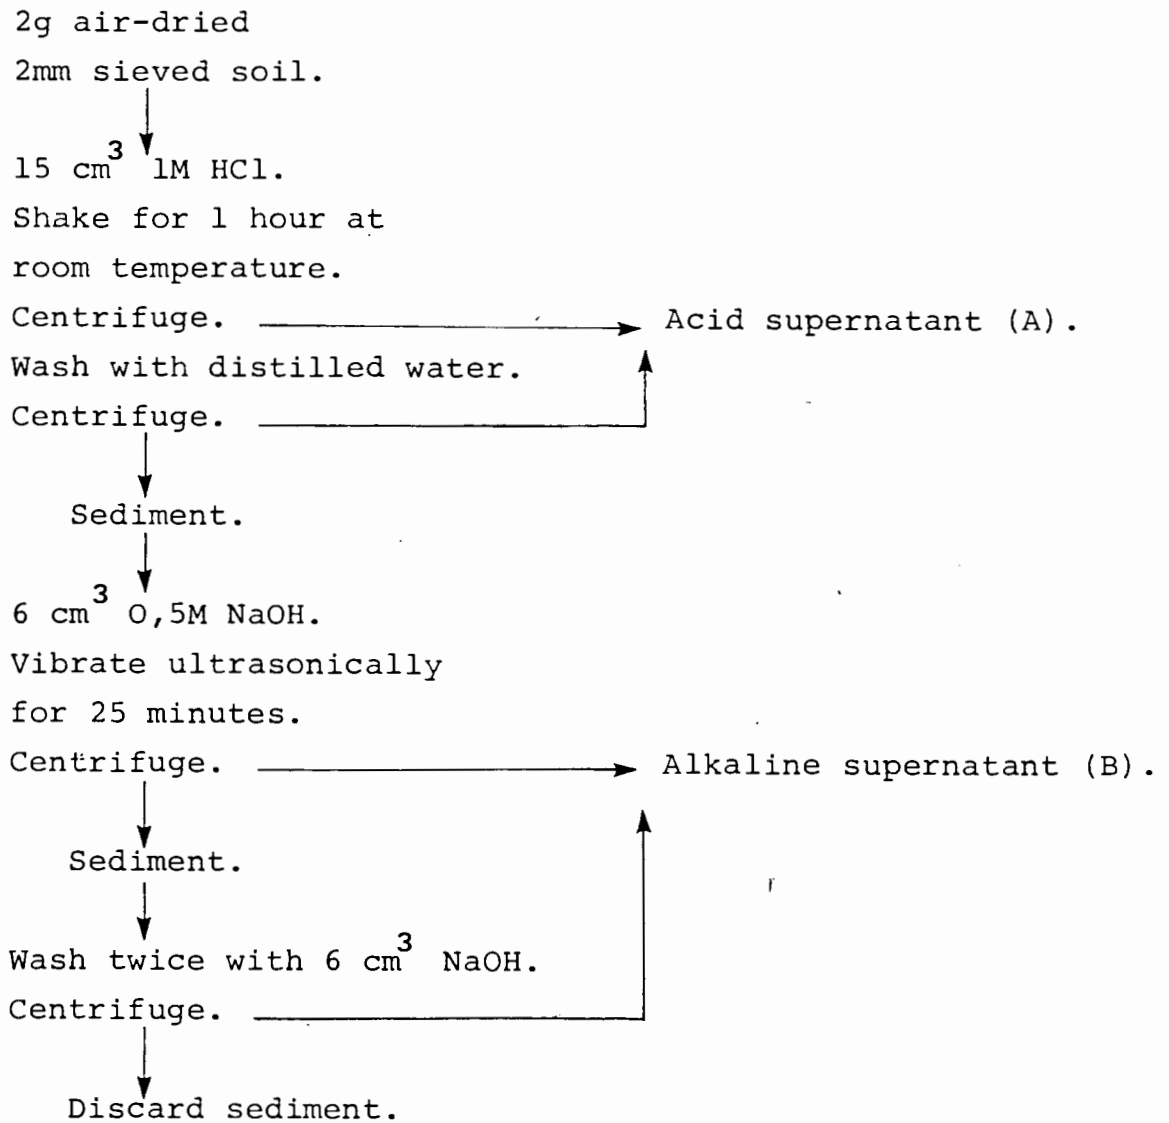 2g air-dried
2mm sieved soil.
15 cm³ 1M HCl.
Shake for 1 hour at
room temperature.
Centrifuge. Acid supernatant (A).
Wash with distilled water.
Centrifuge.
Sediment.
6 cm³ 0,5M NaOH.
Vibrate ultrasonically
for 25 minutes.
Centrifuge. Alkaline supernatant (B).
Sediment.
Wash twice with 6 cm³ NaOH.
Centrifuge.
Discard sediment.